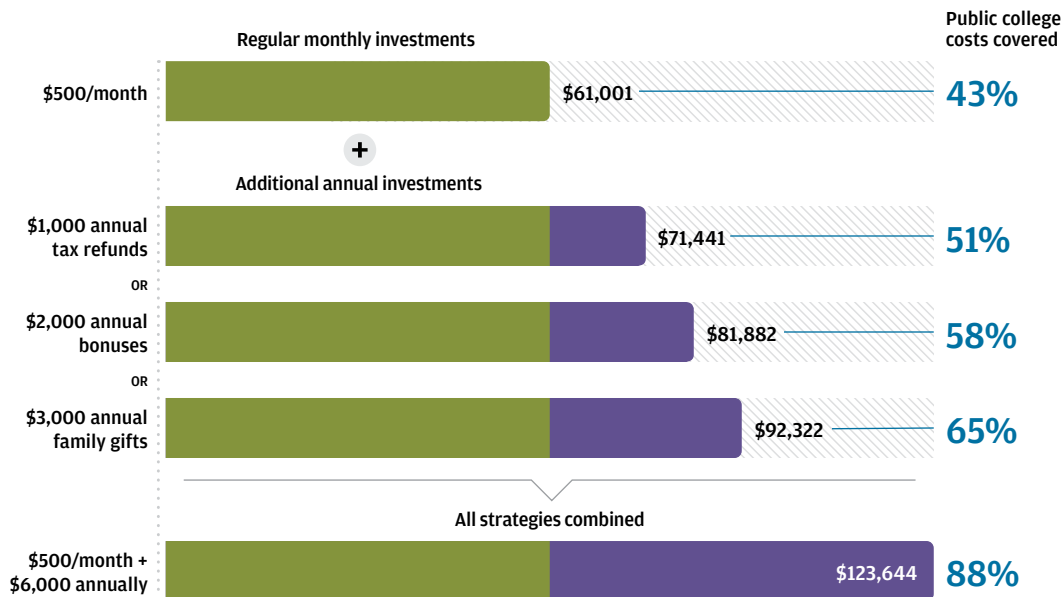 Public college
costs covered
Regular monthly investments
$500/month
$61,001
43%
+
Additional annual investments
$1,000 annual
tax refunds
$71,441
51%
OR
$2,000 annual
bonuses
$81,882
58%
OR
$3,000 annual
family gifts
$92,322
65%
All strategies combined
$500/month +
$6,000 annually
$123,644
88%